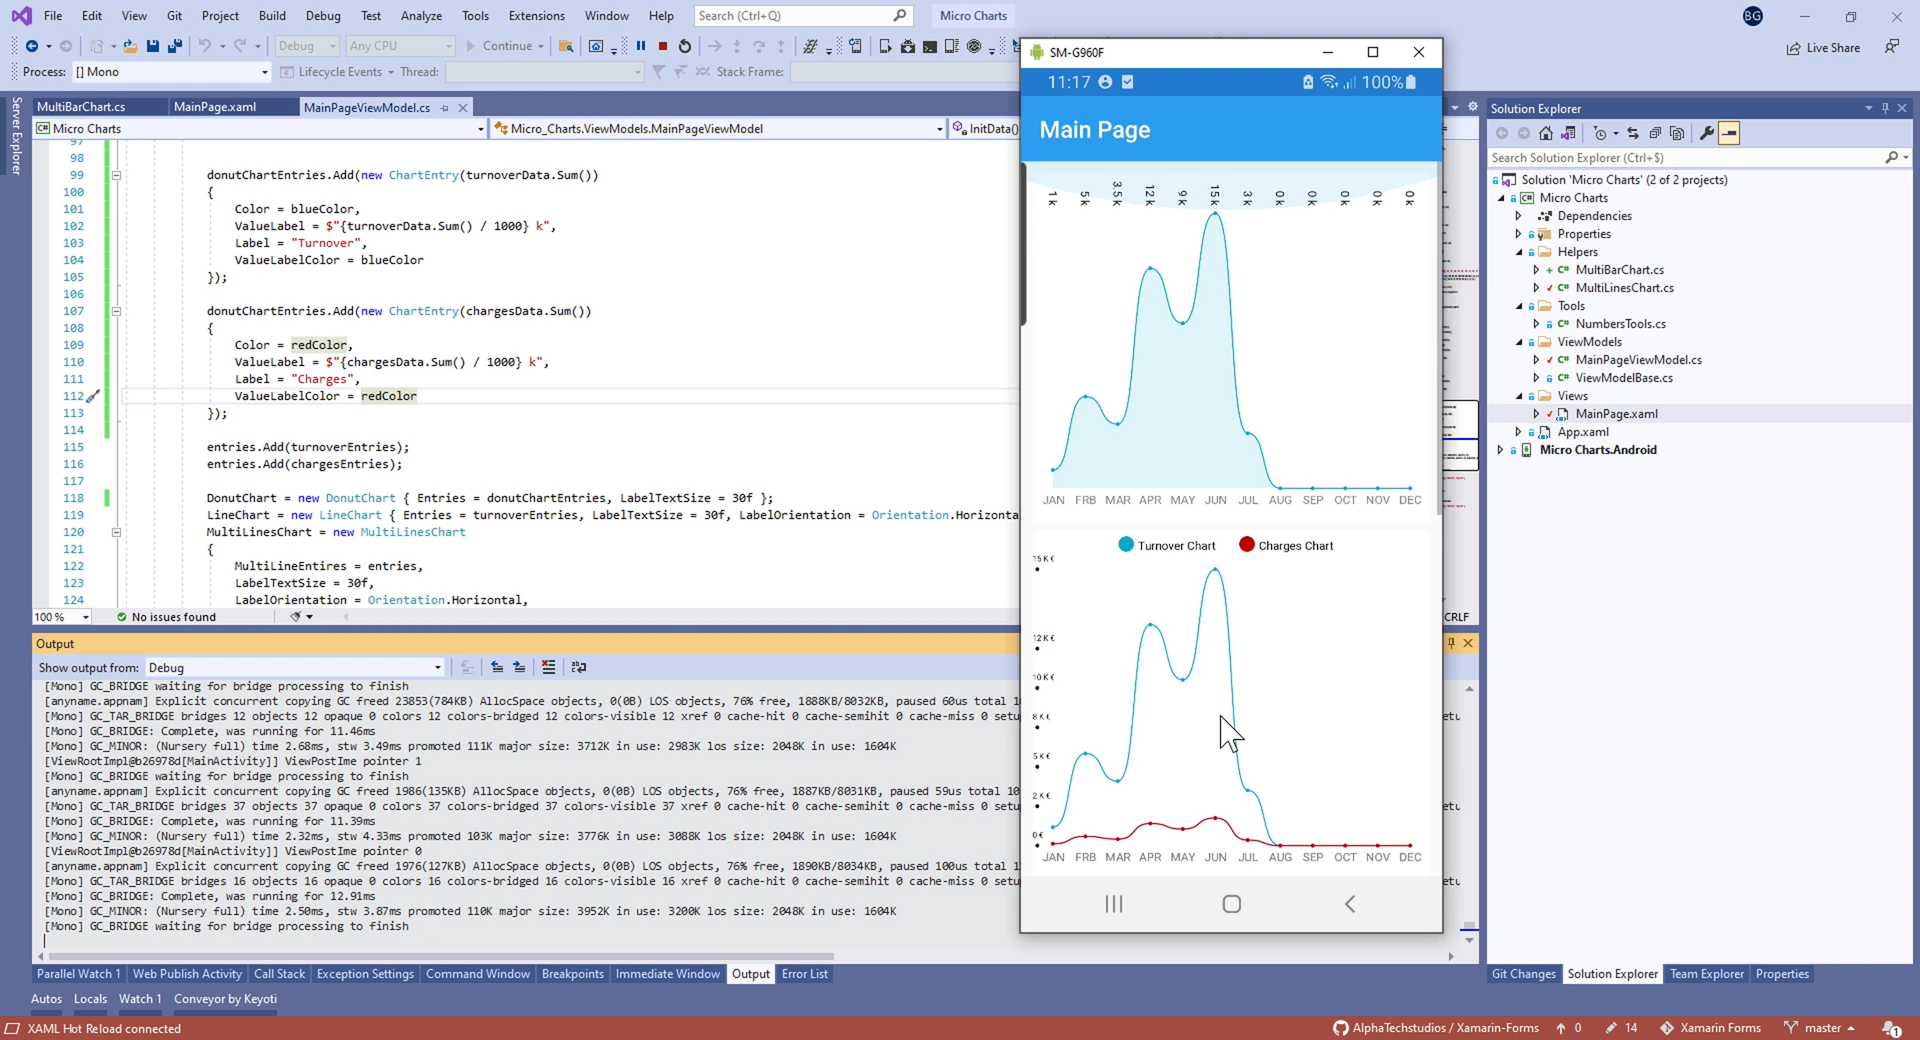 File Edit View Git Project Build Debug Test Analyze Tools Extensions Window Help Search (Ctrl+Q) Micro Charts BG
Debug Any CPU Continue Live Share
Process: [] Mono Lifecycle Events Thread: Stack Frame:
Server Explorer
MultiBarChart.cs MainPage.xaml MainPageViewModel.cs
C# Micro Charts Micro_Charts.ViewModels.MainPageViewModel InitData()
97
98
99 donutChartEntries.Add(new ChartEntry(turnoverData.Sum())
100 {
101 Color = blueColor,
102 ValueLabel = $"{turnoverData.Sum() / 1000} k",
103 Label = "Turnover",
104 ValueLabelColor = blueColor
105 });
106
107 donutChartEntries.Add(new ChartEntry(chargesData.Sum())
108 {
109 Color = redColor,
110 ValueLabel = $"{chargesData.Sum() / 1000} k",
111 Label = "Charges",
112 ValueLabelColor = redColor
113 });
114
115 entries.Add(turnoverEntries);
116 entries.Add(chargesEntries);
117
118 DonutChart = new DonutChart { Entries = donutChartEntries, LabelTextSize = 30f };
119 LineChart = new LineChart { Entries = turnoverEntries, LabelTextSize = 30f, LabelOrientation = Orientation.Horizonta
120 MultiLinesChart = new MultiLinesChart
121 {
122 MultiLineEntires = entries,
123 LabelTextSize = 30f,
124 LabelOrientation = Orientation.Horizontal,
100 % No issues found CRLF
Output
Show output from: Debug
[Mono] GC_BRIDGE waiting for bridge processing to finish
[anyname.appnam] Explicit concurrent copying GC freed 23853(784KB) AllocSpace objects, 0(0B) LOS objects, 76% free, 1888KB/8032KB, paused 60us total 1
[Mono] GC_TAR_BRIDGE bridges 12 objects 12 opaque 0 colors 12 colors-bridged 12 colors-visible 12 xref 0 cache-hit 0 cache-semihit 0 cache-miss 0 setu
[Mono] GC_BRIDGE: Complete, was running for 11.46ms
[Mono] GC_MINOR: (Nursery full) time 2.68ms, stw 3.49ms promoted 111K major size: 3712K in use: 2983K los size: 2048K in use: 1604K
[ViewRootImpl@b26978d[MainActivity]] ViewPostIme pointer 1
[Mono] GC_BRIDGE waiting for bridge processing to finish
[anyname.appnam] Explicit concurrent copying GC freed 1986(135KB) AllocSpace objects, 0(0B) LOS objects, 76% free, 1887KB/8031KB, paused 59us total 10
[Mono] GC_TAR_BRIDGE bridges 37 objects 37 opaque 0 colors 37 colors-bridged 37 colors-visible 37 xref 0 cache-hit 0 cache-semihit 0 cache-miss 0 setu
[Mono] GC_BRIDGE: Complete, was running for 11.39ms
[Mono] GC_MINOR: (Nursery full) time 2.32ms, stw 4.33ms promoted 103K major size: 3776K in use: 3088K los size: 2048K in use: 1604K
[ViewRootImpl@b26978d[MainActivity]] ViewPostIme pointer 0
[anyname.appnam] Explicit concurrent copying GC freed 1976(127KB) AllocSpace objects, 0(0B) LOS objects, 76% free, 1890KB/8034KB, paused 100us total 1
[Mono] GC_TAR_BRIDGE bridges 16 objects 16 opaque 0 colors 16 colors-bridged 16 colors-visible 16 xref 0 cache-hit 0 cache-semihit 0 cache-miss 0 setu
[Mono] GC_BRIDGE: Complete, was running for 12.91ms
[Mono] GC_MINOR: (Nursery full) time 2.50ms, stw 3.87ms promoted 110K major size: 3952K in use: 3200K los size: 2048K in use: 1604K
[Mono] GC_BRIDGE waiting for bridge processing to finish
Parallel Watch 1 Web Publish Activity Call Stack Exception Settings Command Window Breakpoints Immediate Window Output Error List
Autos Locals Watch 1 Conveyor by Keyoti
SM-G960F
11:17 100%
Main Page
1 k 5 k 3.5 k 12 k 9 k 15 k 3 k 0 k 0 k 0 k 0 k 0 k
JAN FRB MAR APR MAY JUN JUL AUG SEP OCT NOV DEC
Turnover Chart Charges Chart
15 K €
12 K €
10 K €
8 K €
5 K €
2 K €
0 €
JAN FRB MAR APR MAY JUN JUL AUG SEP OCT NOV DEC
Solution Explorer
Search Solution Explorer (Ctrl+$)
Solution 'Micro Charts' (2 of 2 projects)
C# Micro Charts
Dependencies
Properties
Helpers
C# MultiBarChart.cs
C# MultiLinesChart.cs
Tools
C# NumbersTools.cs
ViewModels
C# MainPageViewModel.cs
C# ViewModelBase.cs
Views
MainPage.xaml
App.xaml
Micro Charts.Android
Git Changes Solution Explorer Team Explorer Properties
XAML Hot Reload connected AlphaTechstudios / Xamarin-Forms 0 14 Xamarin Forms master 1